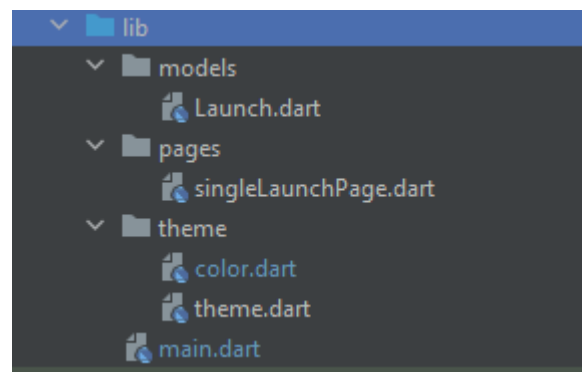 lib
models
Launch.dart
pages
singleLaunchPage.dart
theme
color.dart
theme.dart
main.dart